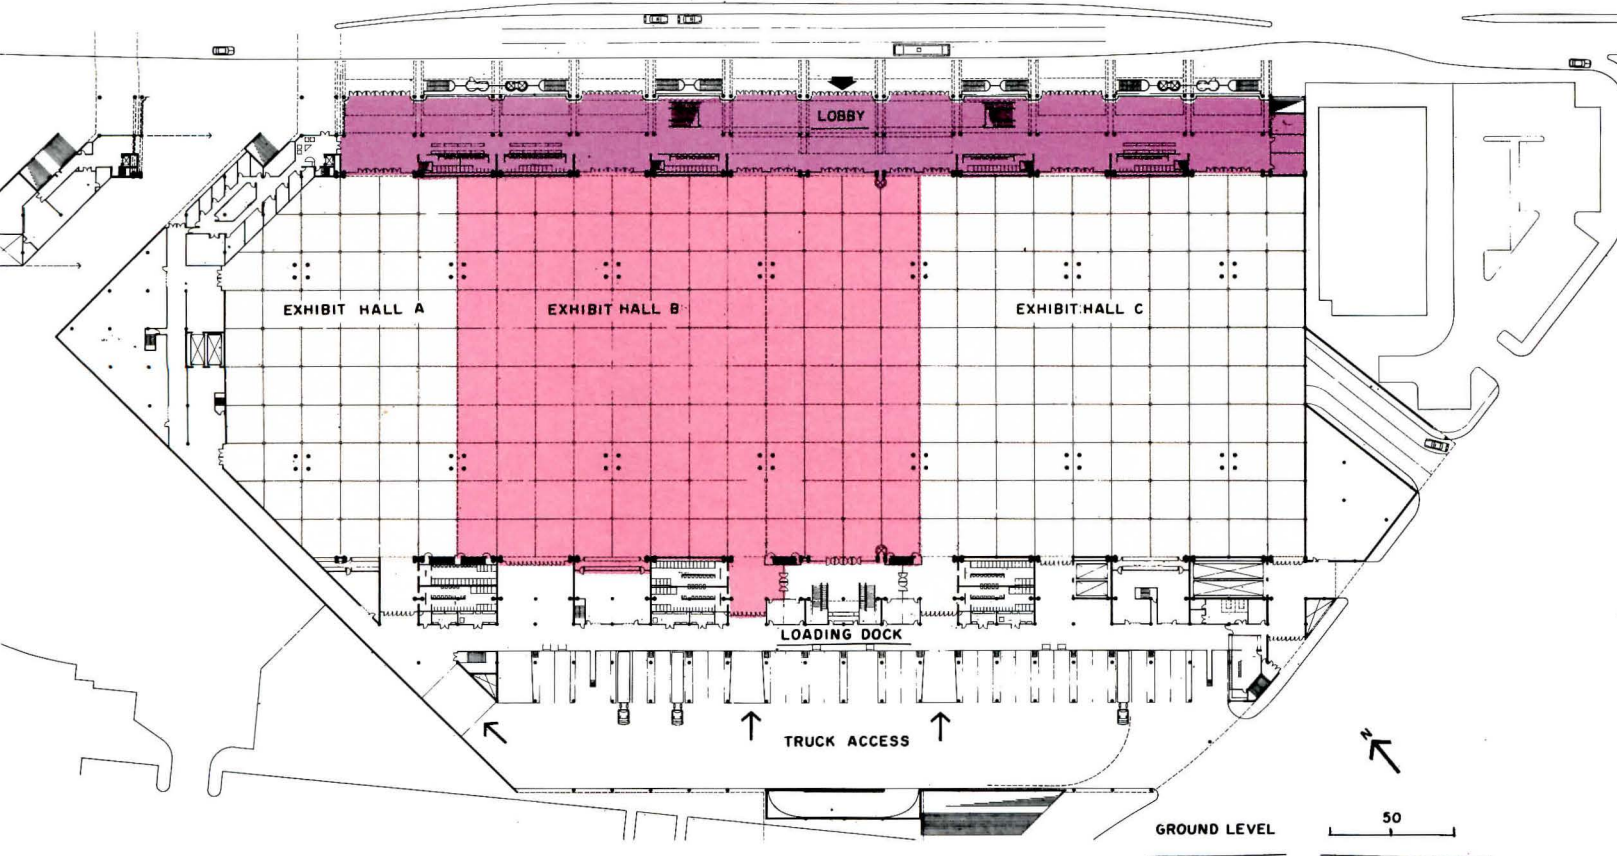 LOBBY
EXHIBIT HALL A
EXHIBIT HALL B
EXHIBIT HALL C
LOADING DOCK
TRUCK ACCESS
N
GROUND LEVEL
50